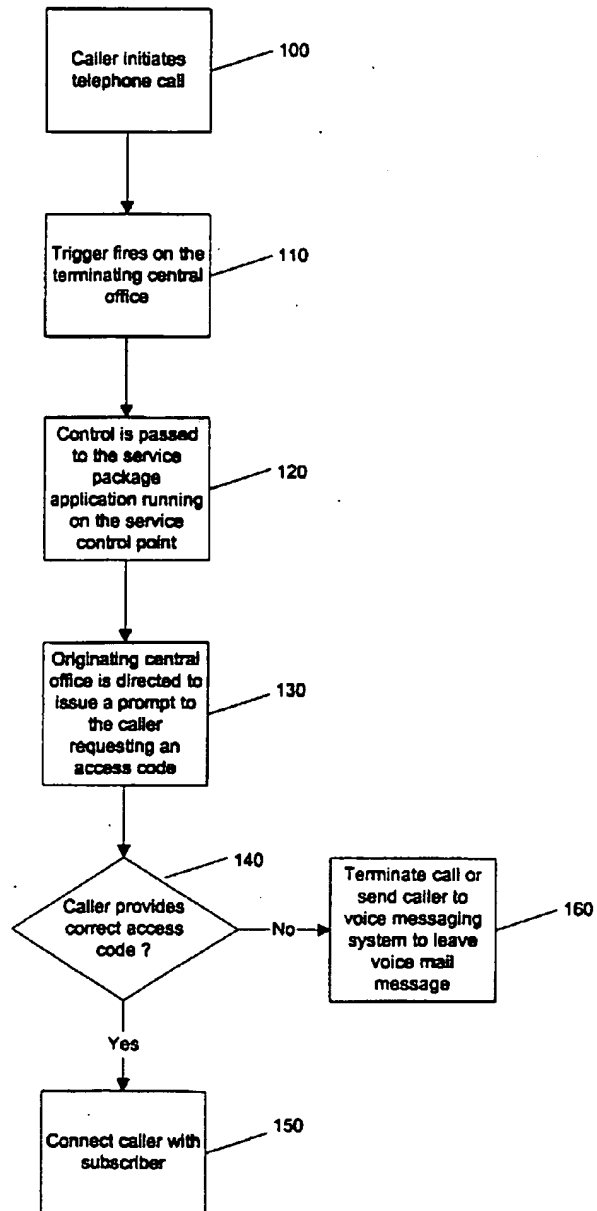 Caller initiates
telephone call
100
Trigger fires on the
terminating central
office
110
Control is passed
to the service
package
application running
on the service
control point
120
Originating central
office is directed to
issue a prompt to
the caller
requesting an
access code
130
140
Caller provides
correct access
code ?
No
Terminate call or
send caller to
voice messaging
system to leave
voice mail
message
160
Yes
Connect caller with
subscriber
150